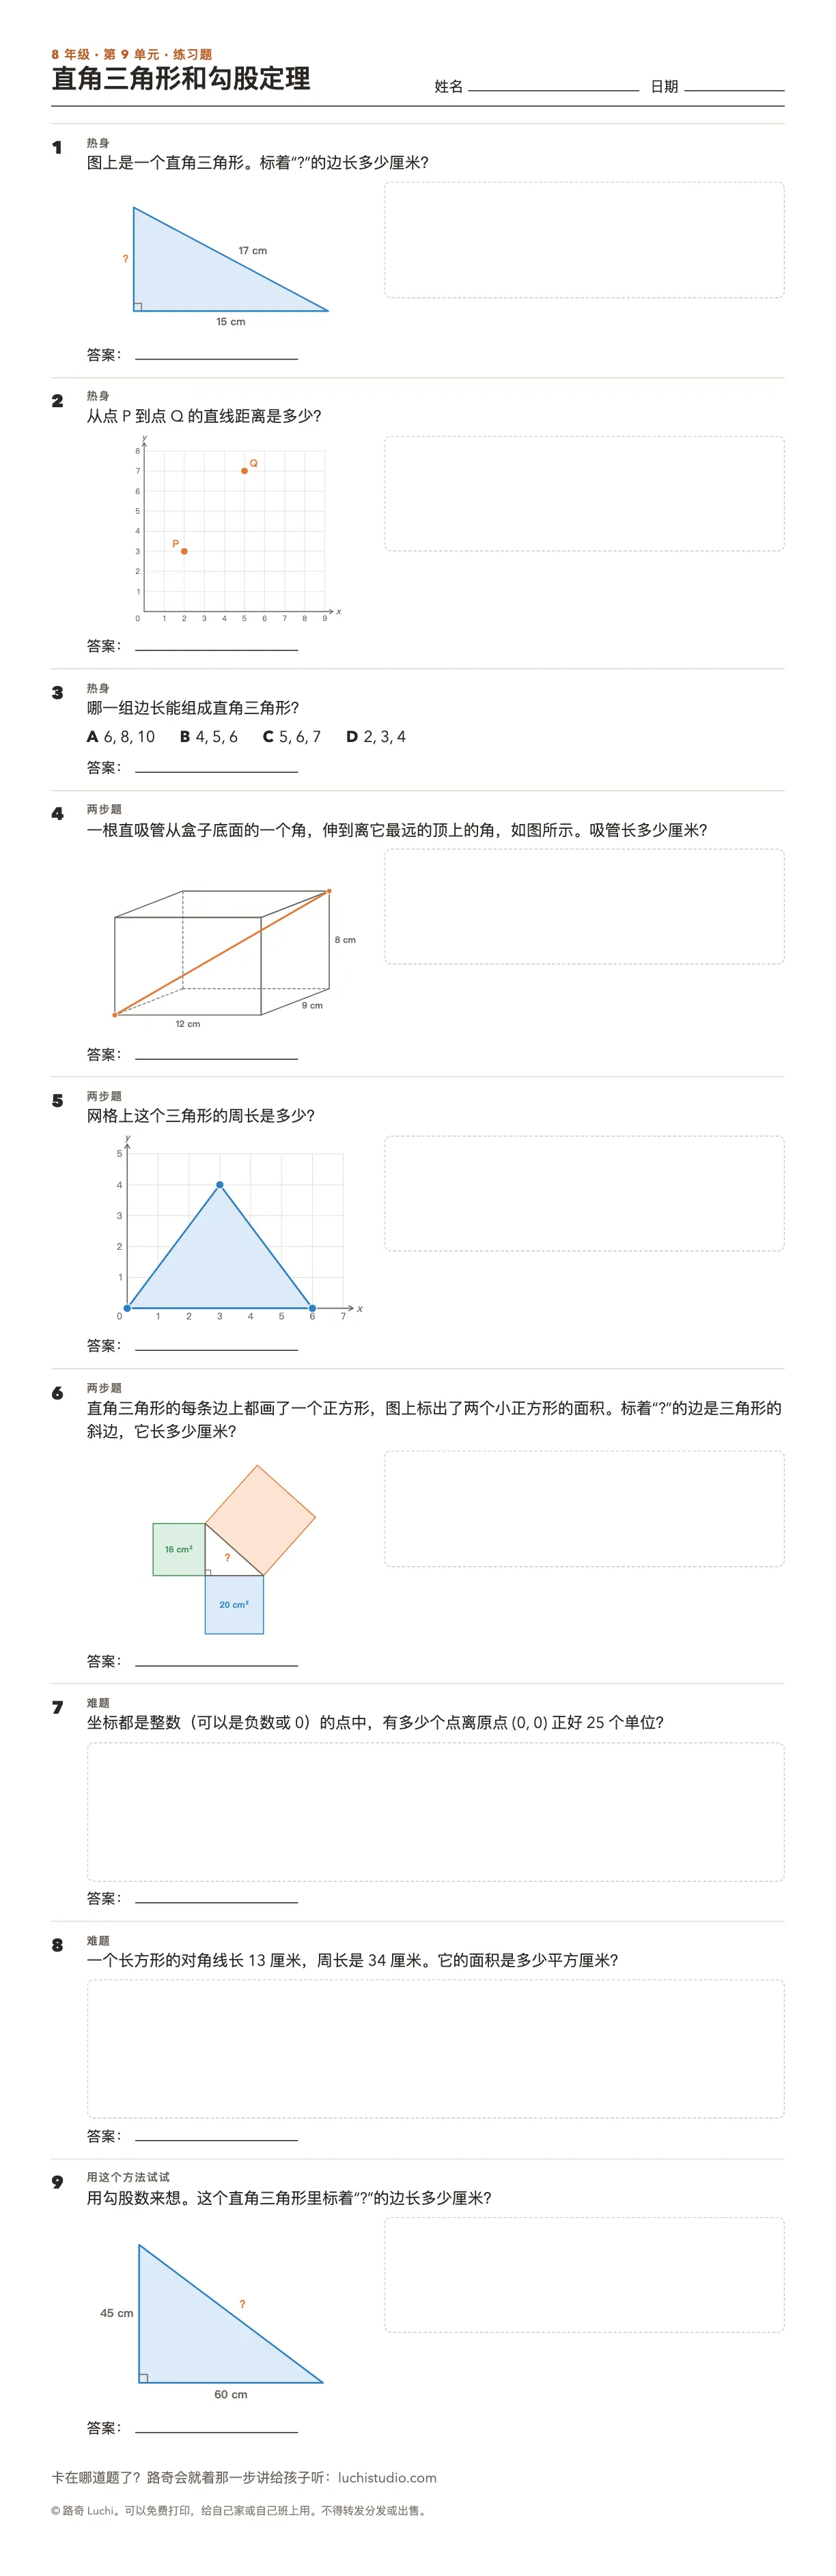 8 年级 · 第 9 单元 · 练习题
直角三角形和勾股定理
姓名
日期
1
热身
图上是一个直角三角形。标着“?”的边长多少厘米？
17 cm
?
15 cm
答案：
2
热身
从点 P 到点 Q 的直线距离是多少？
y
8
7
6
5
4
3
2
1
Q
P
0 1 2 3 4 5 6 7 8 9 x
答案：
3
热身
哪一组边长能组成直角三角形？
A 6, 8, 10 B 4, 5, 6 C 5, 6, 7 D 2, 3, 4
答案：
4
两步题
一根直吸管从盒子底面的一个角，伸到离它最远的顶上的角，如图所示。吸管长多少厘米？
8 cm
9 cm
12 cm
答案：
5
两步题
网格上这个三角形的周长是多少？
y
5
4
3
2
1
0 1 2 3 4 5 6 7 x
答案：
6
两步题
直角三角形的每条边上都画了一个正方形，图上标出了两个小正方形的面积。标着“?”的边是三角形的
斜边，它长多少厘米？
16 cm²
?
20 cm²
答案：
7
难题
坐标都是整数（可以是负数或 0）的点中，有多少个点离原点 (0, 0) 正好 25 个单位？
答案：
8
难题
一个长方形的对角线长 13 厘米，周长是 34 厘米。它的面积是多少平方厘米？
答案：
9
用这个方法试试
用勾股数来想。这个直角三角形里标着“?”的边长多少厘米？
?
45 cm
60 cm
答案：
卡在哪道题了？路奇会就着那一步讲给孩子听：luchistudio.com
© 路奇 Luchi。可以免费打印，给自己家或自己班上用。不得转发分发或出售。